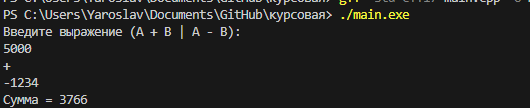 PS C:\Users\Yaroslav\Documents\GitHub\курсовая> ./main.exe
Введите выражение (A + B | A - B):
5000
+
-1234
Сумма = 3766